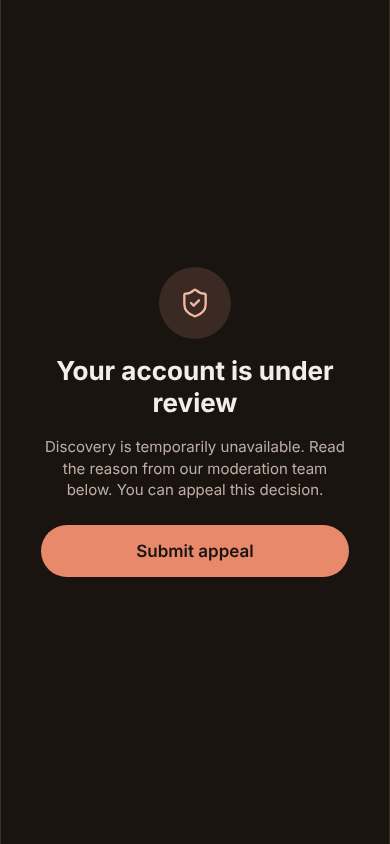 Your account is under
review
Discovery is temporarily unavailable. Read
the reason from our moderation team
below. You can appeal this decision.
Submit appeal